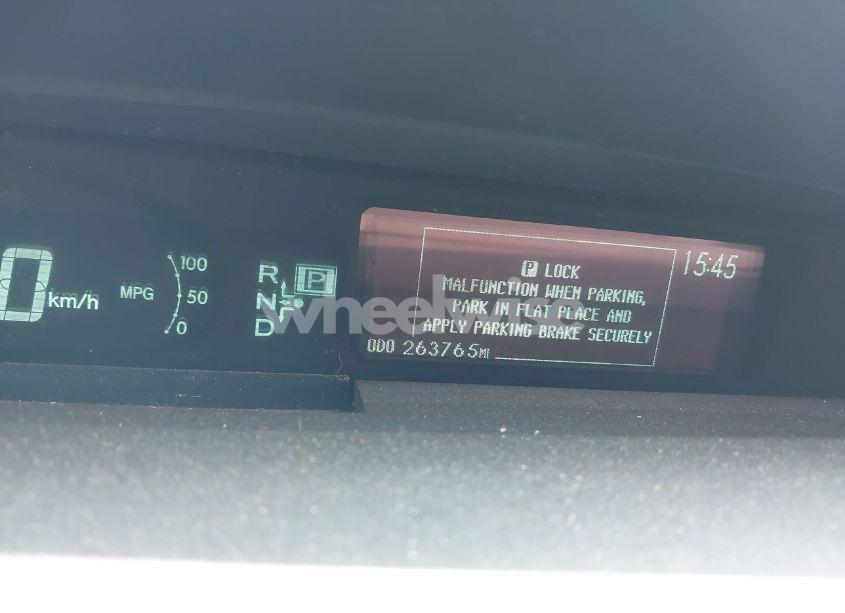 0 km/h
MPG
100
50
0
R
N
D
P
P LOCK
MALFUNCTION WHEN PARKING,
PARK IN FLAT PLACE AND
APPLY PARKING BRAKE SECURELY
15:45
ODO 263765MI
wheelwise